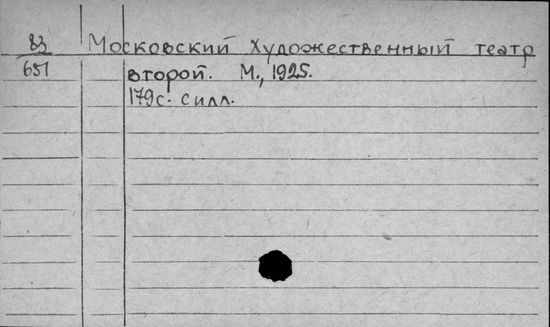 83 Московский Художественный театр
651 второй. М., 1925.
179с. с илл.